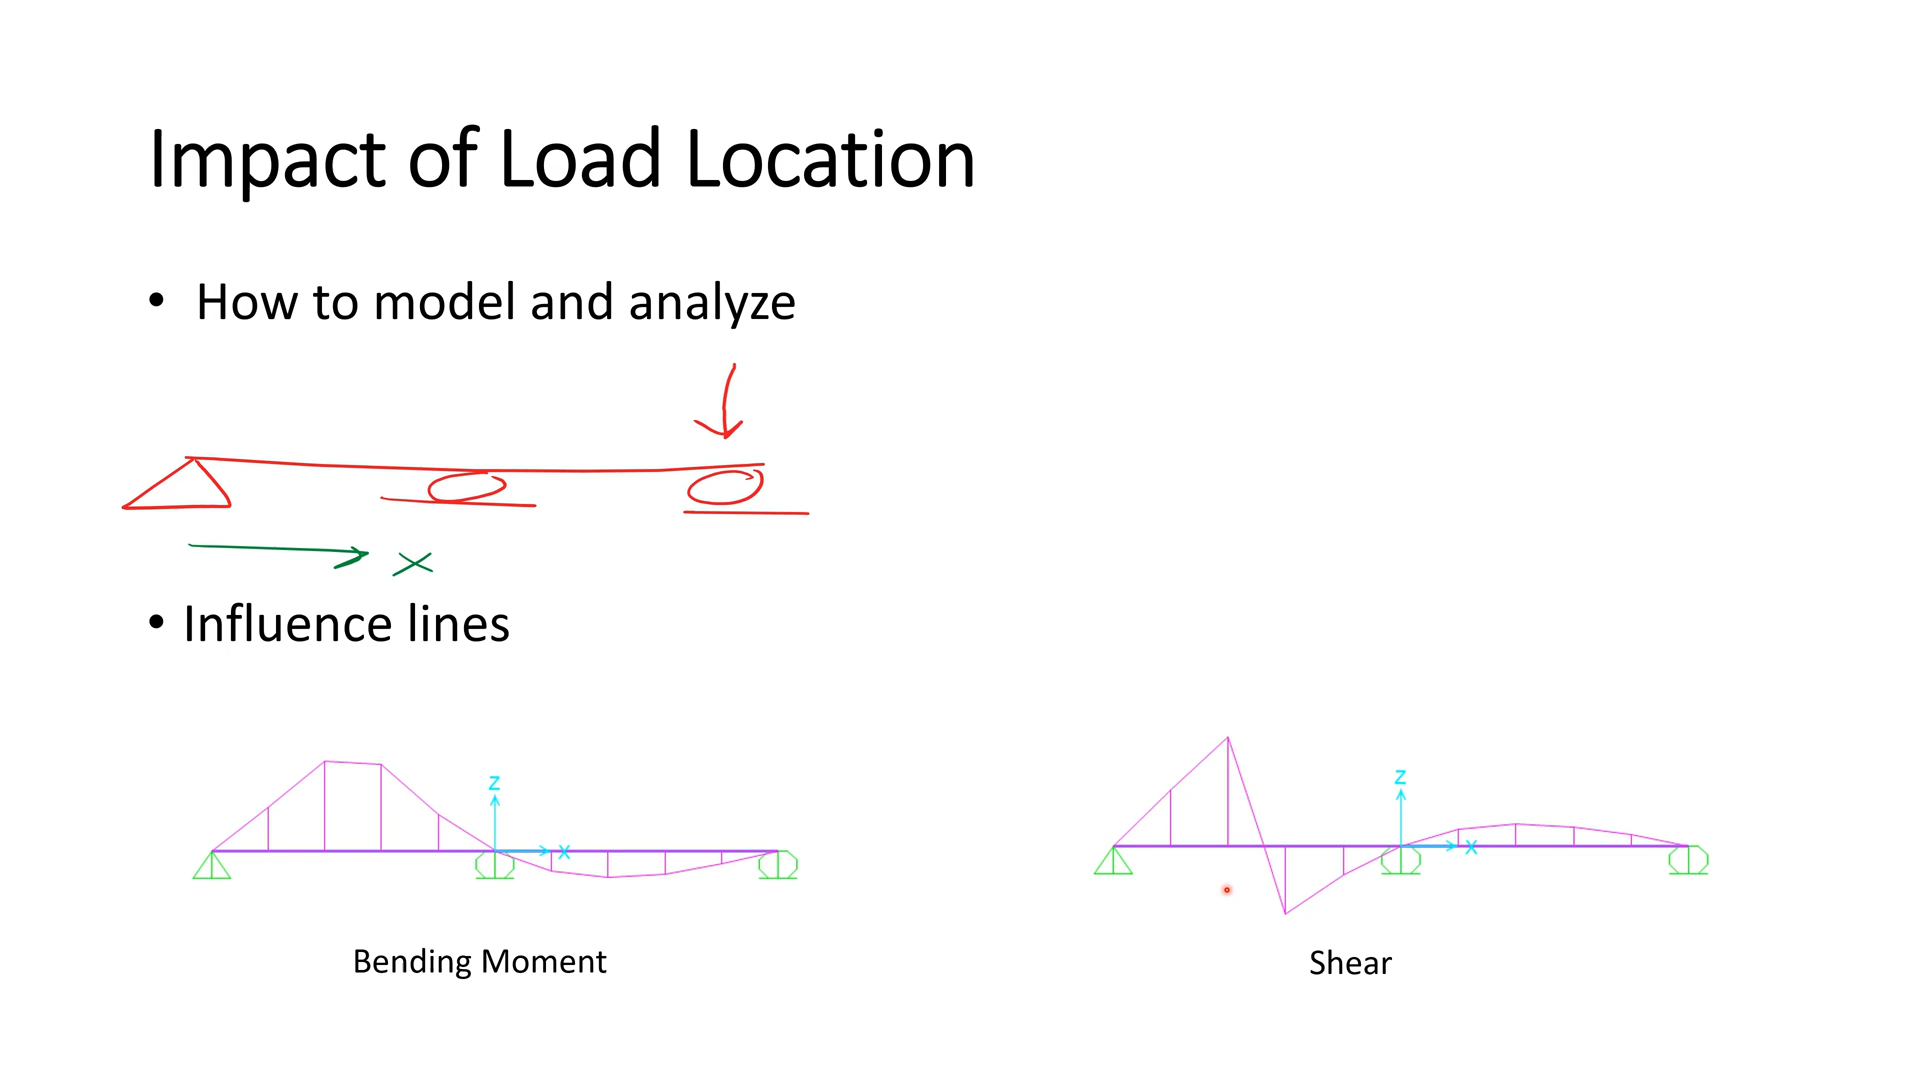 Impact of Load Location
• How to model and analyze
X
• Influence lines
Z
X
Z
X
Bending Moment
Shear